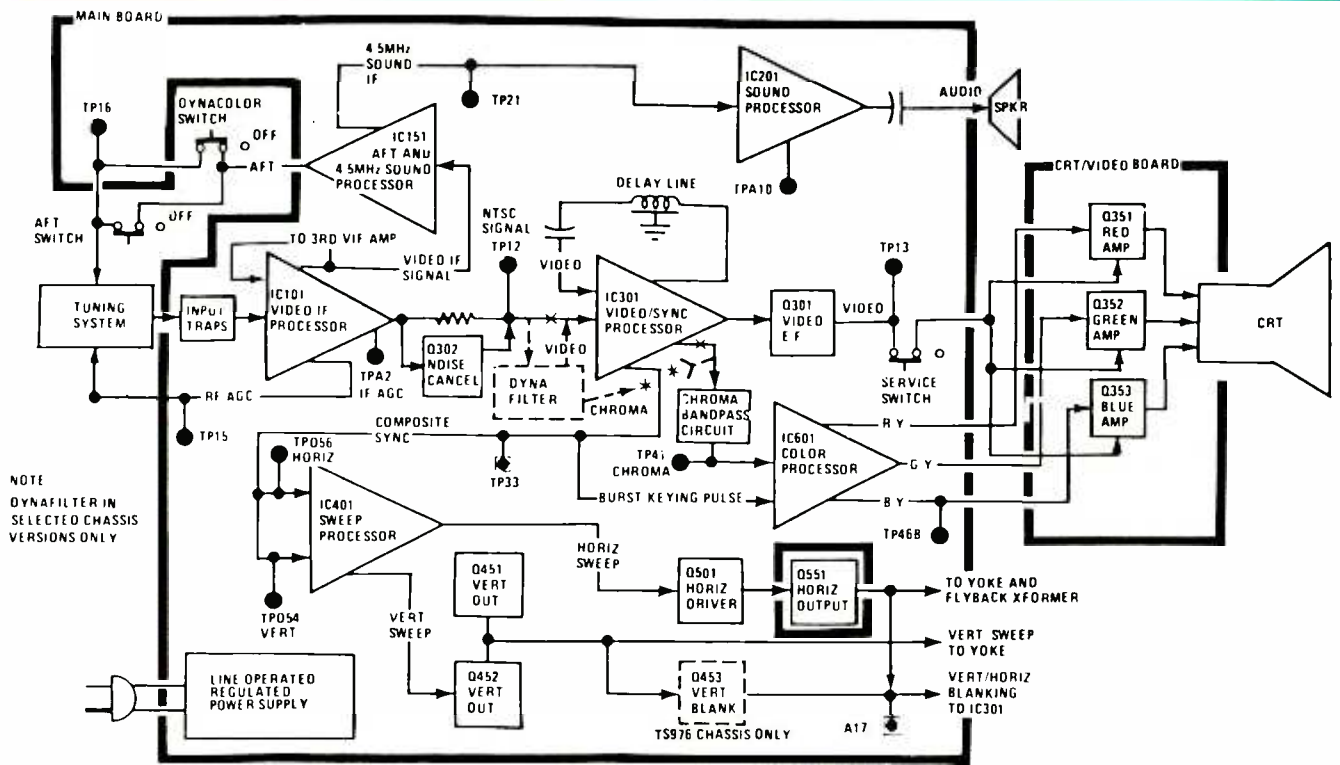 MAIN BOARD
4 5MHz
SOUND
IF
TP21
IC201
SOUND
PROCESSOR
AUDIO
SPKR
TPA10
TP16
DYNACOLOR
SWITCH
OFF
AFT
IC151
AFT AND
4.5MHz SOUND
PROCESSOR
AFT
SWITCH
OFF
TO 3RD VIF AMP
VIDEO IF
SIGNAL
NTSC
SIGNAL
TP12
VIDEO
DELAY LINE
TP13
CRT/VIDEO BOARD
Q351
RED
AMP
Q352
GREEN
AMP
Q353
BLUE
AMP
CRT
TUNING
SYSTEM
INPUT
TRAPS
IC101
VIDEO IF
PROCESSOR
TPA2
IF AGC
Q302
NOISE
CANCEL
VIDEO
DYNA
FILTER
CHROMA
IC301
VIDEO/SYNC
PROCESSOR
Q301
VIDEO
E F
VIDEO
SERVICE
SWITCH
RF AGC
TP15
COMPOSITE
SYNC
CHROMA
BANDPASS
CIRCUIT
IC601
COLOR
PROCESSOR
R Y
G Y
B Y
TP46B
CHROMA
TP33
BURST KEYING PULSE
NOTE
DYNAFILTER IN
SELECTED CHASSIS
VERSIONS ONLY
TPO56
HORIZ
IC401
SWEEP
PROCESSOR
TPO54
VERT
HORIZ
SWEEP
VERT
SWEEP
Q451
VERT
OUT
Q452
VERT
OUT
Q501
HORIZ
DRIVER
Q551
HORIZ
OUTPUT
TO YOKE AND
FLYBACK XFORMER
VERT SWEEP
TO YOKE
Q453
VERT
BLANK
TS976 CHASSIS ONLY
A17
VERT/HORIZ
BLANKING
TO IC301
LINE OPERATED
REGULATED
POWER SUPPLY